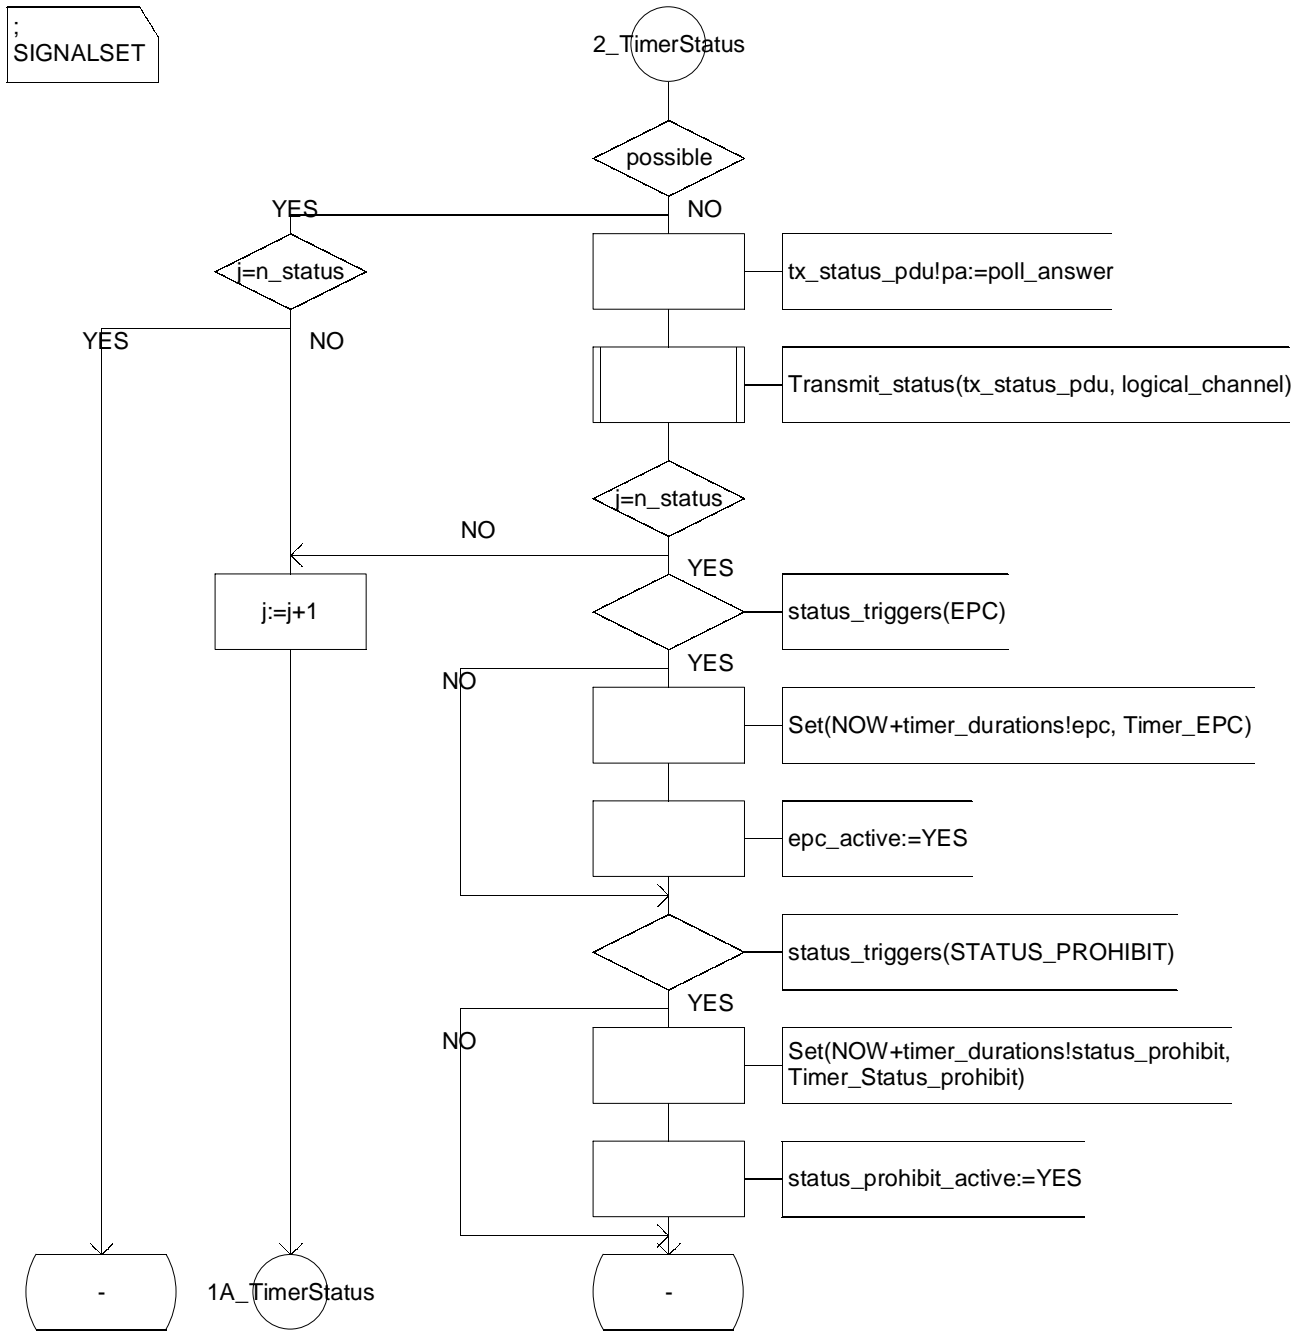 ;
SIGNALSET
2_TimerStatus
possible
YES
NO
j=n_status
tx_status_pdu!pa:=poll_answer
YES
NO
Transmit_status(tx_status_pdu, logical_channel)
j=n_status
NO
YES
j:=j+1
status_triggers(EPC)
YES
NO
Set(NOW+timer_durations!epc, Timer_EPC)
epc_active:=YES
status_triggers(STATUS_PROHIBIT)
YES
NO
Set(NOW+timer_durations!status_prohibit,
Timer_Status_prohibit)
status_prohibit_active:=YES
-
1A_TimerStatus
-